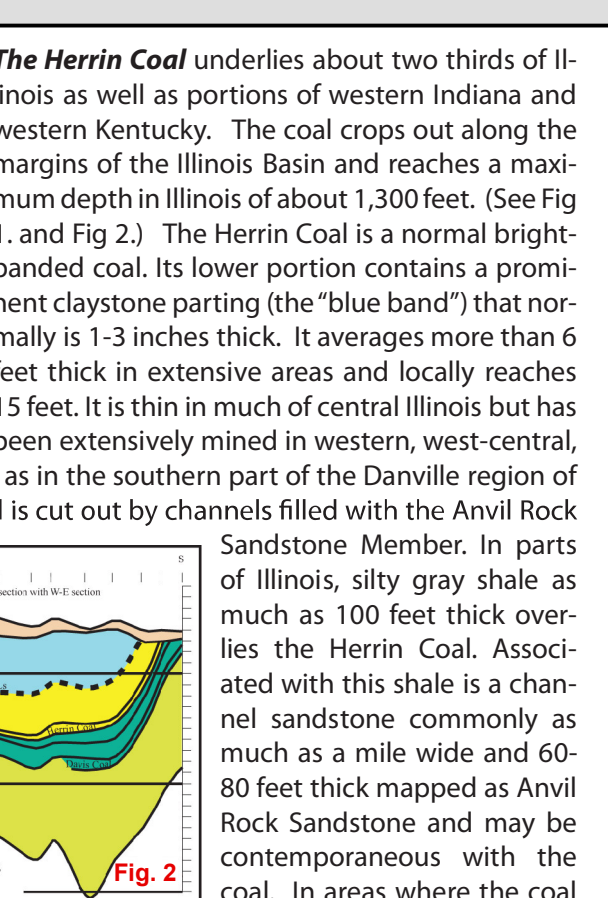 The Herrin Coal underlies about two thirds of Il-
linois as well as portions of western Indiana and
western Kentucky. The coal crops out along the
margins of the Illinois Basin and reaches a maxi-
mum depth in Illinois of about 1,300 feet. (See Fig
1. and Fig 2.) The Herrin Coal is a normal bright-
banded coal. Its lower portion contains a promi-
nent claystone parting (the “blue band”) that nor-
mally is 1-3 inches thick. It averages more than 6
feet thick in extensive areas and locally reaches
15 feet. It is thin in much of central Illinois but has
been extensively mined in western, west-central,
as in the southern part of the Danville region of
is cut out by channels filled with the Anvil Rock
Sandstone Member. In parts
of Illinois, silty gray shale as
much as 100 feet thick over-
lies the Herrin Coal. Associ-
ated with this shale is a chan-
nel sandstone commonly as
much as a mile wide and 60-
80 feet thick mapped as Anvil
Rock Sandstone and may be
contemporaneous with the
coal. In areas where the coal
S
section with W-E section
Herrin Coal
Davis Coal
Fig. 2